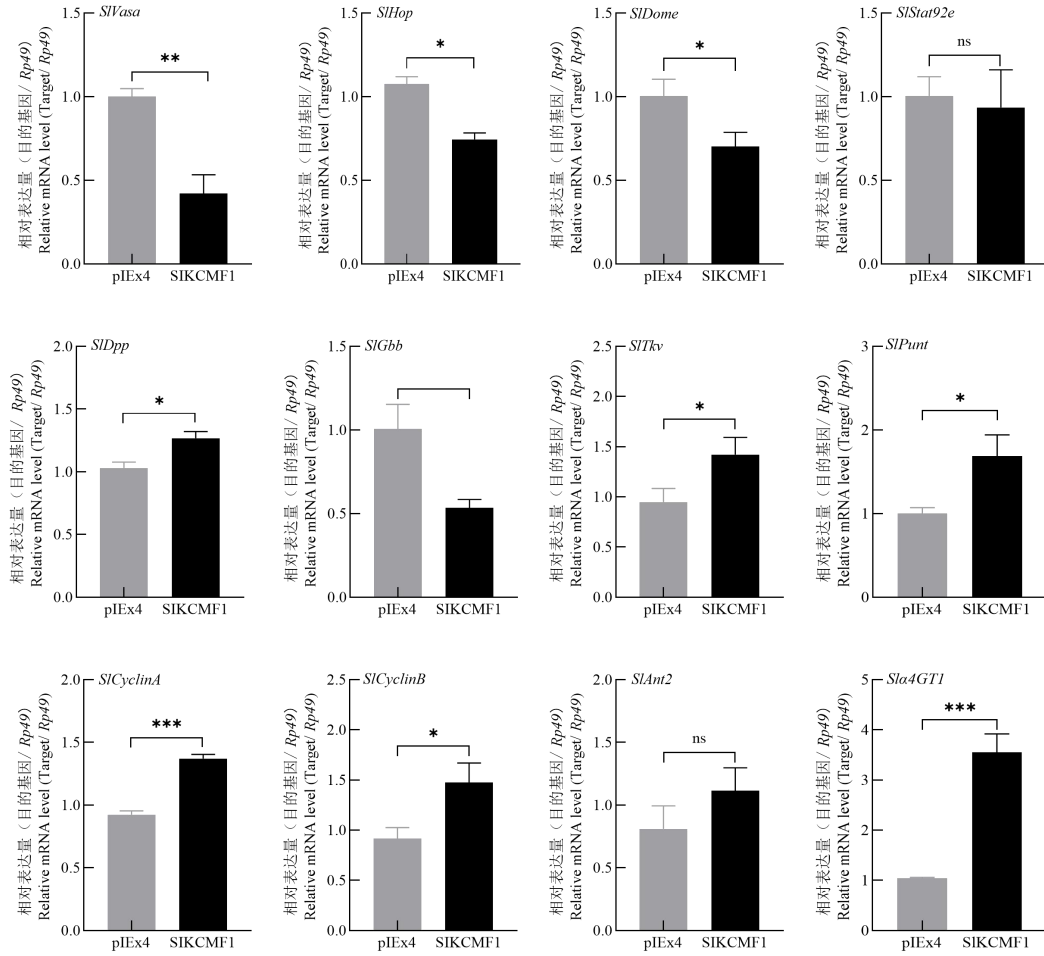 SlVasa
相对表达量（目的基因/ Rp49）
Relative mRNA level (Target/ Rp49)
1.5
1.0
0.5
0.0
**
pIEx4 SlKCMF1
SlHop
相对表达量（目的基因/ Rp49）
Relative mRNA level (Target/ Rp49)
1.5
1.0
0.5
0.0
*
pIEx4 SlKCMF1
SlDome
相对表达量（目的基因/ Rp49）
Relative mRNA level (Target/ Rp49)
1.5
1.0
0.5
0.0
*
pIEx4 SlKCMF1
SlStat92e
相对表达量（目的基因/ Rp49）
Relative mRNA level (Target/ Rp49)
1.5
1.0
0.5
0.0
ns
pIEx4 SlKCMF1
SlDpp
相对表达量（目的基因/ Rp49）
Relative mRNA level (Target/ Rp49)
2.0
1.5
1.0
0.5
0.0
*
pIEx4 SlKCMF1
SlGbb
相对表达量（目的基因/ Rp49）
Relative mRNA level (Target/ Rp49)
1.5
1.0
0.5
0.0
pIEx4 SlKCMF1
SlTkv
相对表达量（目的基因/ Rp49）
Relative mRNA level (Target/ Rp49)
2.5
2.0
1.5
1.0
0.5
0.0
*
pIEx4 SlKCMF1
SlPunt
相对表达量（目的基因/ Rp49）
Relative mRNA level (Target/ Rp49)
3
2
1
0
*
pIEx4 SlKCMF1
SlCyclinA
相对表达量（目的基因/ Rp49）
Relative mRNA level (Target/ Rp49)
2.0
1.5
1.0
0.5
0.0
***
pIEx4 SlKCMF1
SlCyclinB
相对表达量（目的基因/ Rp49）
Relative mRNA level (Target/ Rp49)
2.5
2.0
1.5
1.0
0.5
0.0
*
pIEx4 SlKCMF1
SlAnt2
相对表达量（目的基因/ Rp49）
Relative mRNA level (Target/ Rp49)
2.0
1.5
1.0
0.5
0.0
ns
pIEx4 SlKCMF1
Slα4GT1
相对表达量（目的基因/ Rp49）
Relative mRNA level (Target/ Rp49)
5
4
3
2
1
0
***
pIEx4 SlKCMF1